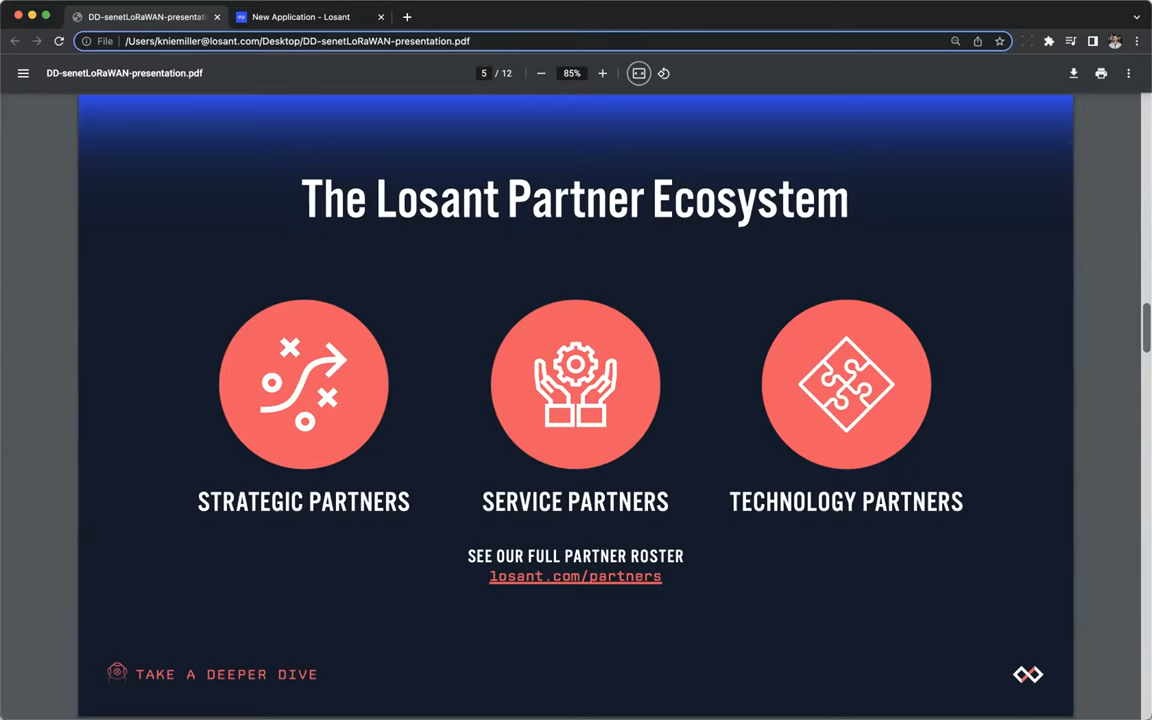 DD-senetLoRaWAN-presentati
New Application - Losant
File
/Users/kniemiller@losant.com/Desktop/DD-senetLoRaWAN-presentation.pdf
DD-senetLoRaWAN-presentation.pdf
5 / 12
85%
The Losant Partner Ecosystem
STRATEGIC PARTNERS
SERVICE PARTNERS
TECHNOLOGY PARTNERS
SEE OUR FULL PARTNER ROSTER
losant.com/partners
TAKE A DEEPER DIVE